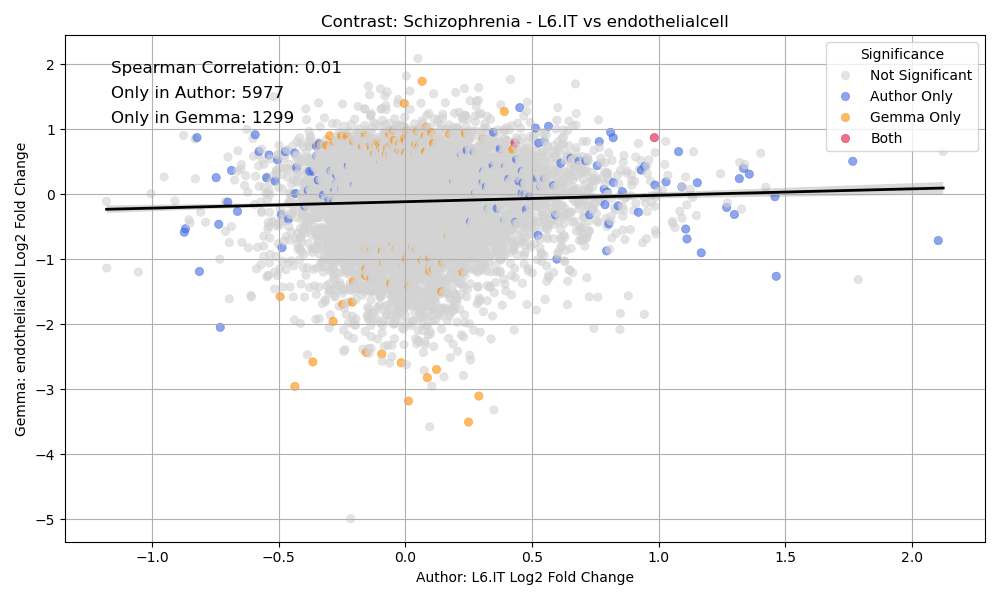 Contrast: Schizophrenia - L6.IT vs endothelialcell
Spearman Correlation: 0.01
Only in Author: 5977
Only in Gemma: 1299
Significance
Not Significant
Author Only
Gemma Only
Both
Gemma: endothelialcell Log2 Fold Change
2
1
0
−1
−2
−3
−4
−5
−1.0
−0.5
0.0
0.5
1.0
1.5
2.0
Author: L6.IT Log2 Fold Change